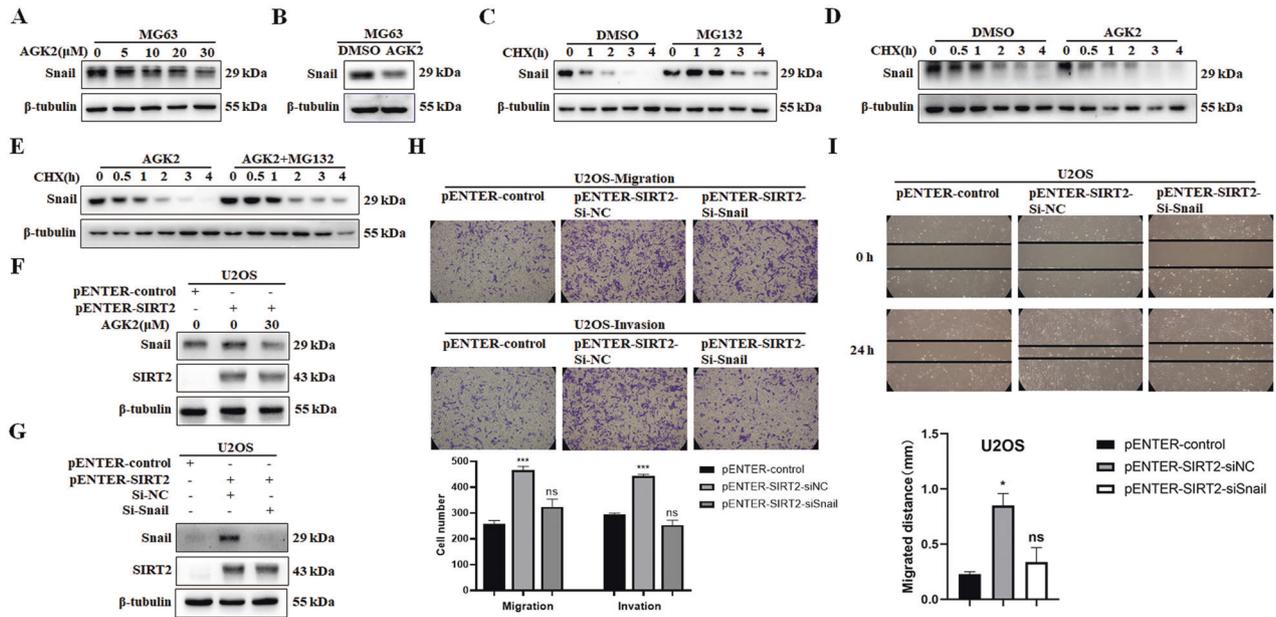 A
MG63
AGK2(μM) 0 5 10 20 30
Snail 29 kDa
β-tubulin 55 kDa
B
MG63
DMSO AGK2
Snail 29 kDa
β-tubulin 55 kDa
C
DMSO MG132
CHX(h) 0 1 2 3 4 0 1 2 3 4
Snail 29 kDa
β-tubulin 55 kDa
D
DMSO AGK2
CHX(h) 0 0.5 1 2 3 4 0 0.5 1 2 3 4
Snail 29 kDa
β-tubulin 55 kDa
E
AGK2 AGK2+MG132
CHX(h) 0 0.5 1 2 3 4 0 0.5 1 2 3 4
Snail 29 kDa
β-tubulin 55 kDa
F
U2OS
pENTER-control + - -
pENTER-SIRT2 - + +
AGK2(μM) 0 0 30
Snail 29 kDa
SIRT2 43 kDa
β-tubulin 55 kDa
G
U2OS
pENTER-control + - -
pENTER-SIRT2 - + +
Si-NC - + -
Si-Snail - - +
Snail 29 kDa
SIRT2 43 kDa
β-tubulin 55 kDa
H
U2OS-Migration
pENTER-control pENTER-SIRT2- pENTER-SIRT2-
Si-NC Si-Snail
U2OS-Invasion
pENTER-control pENTER-SIRT2- pENTER-SIRT2-
Si-NC Si-Snail
Cell number
500
400
300
200
100
0
*** ns *** ns
Migration Invation
pENTER-control
pENTER-SIRT2-siNC
pENTER-SIRT2-siSnail
I
U2OS
pENTER-control pENTER-SIRT2- pENTER-SIRT2-
Si-NC Si-Snail
0 h
24 h
U2OS
Migrated distance(mm)
1.5
1.0
0.5
0.0
* ns
pENTER-control
pENTER-SIRT2-siNC
pENTER-SIRT2-siSnail